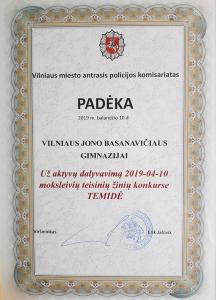 Vilniaus miesto antrasis policijos komisariatas
PADĖKA
2019 m. balandžio 10 d.
VILNIAUS JONO BASANAVIČIAUS
GIMNAZIJAI
Už aktyvų dalyvavimą 2019-04-10
moksleivių teisinių žinių konkurse
TEMIDĖ
Viršininkas